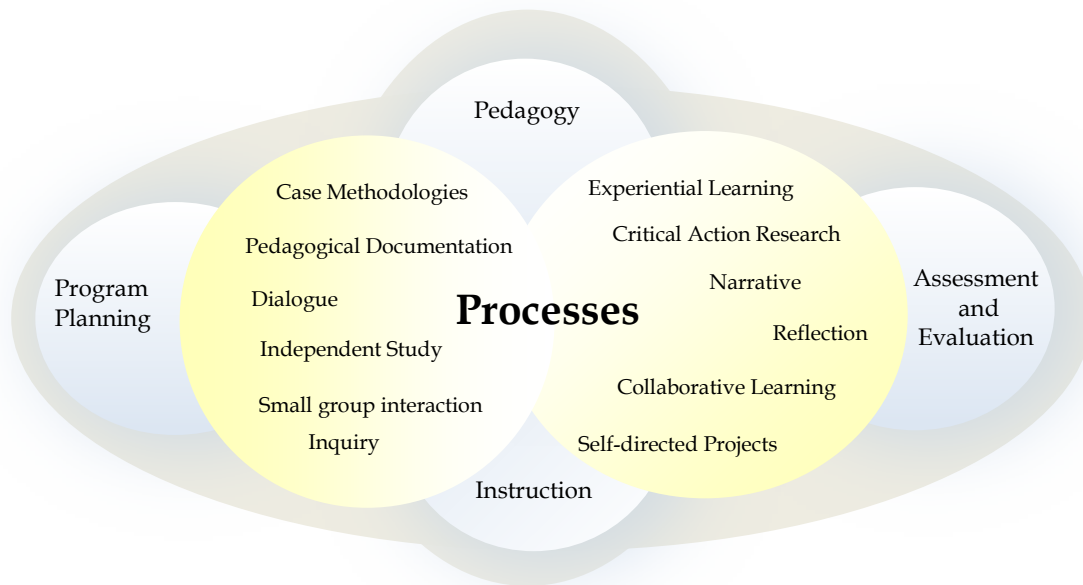 Pedagogy
Case Methodologies
Pedagogical Documentation
Dialogue
Independent Study
Small group interaction
Inquiry
Processes
Experiential Learning
Critical Action Research
Narrative
Reflection
Collaborative Learning
Self-directed Projects
Program
Planning
Assessment
and
Evaluation
Instruction